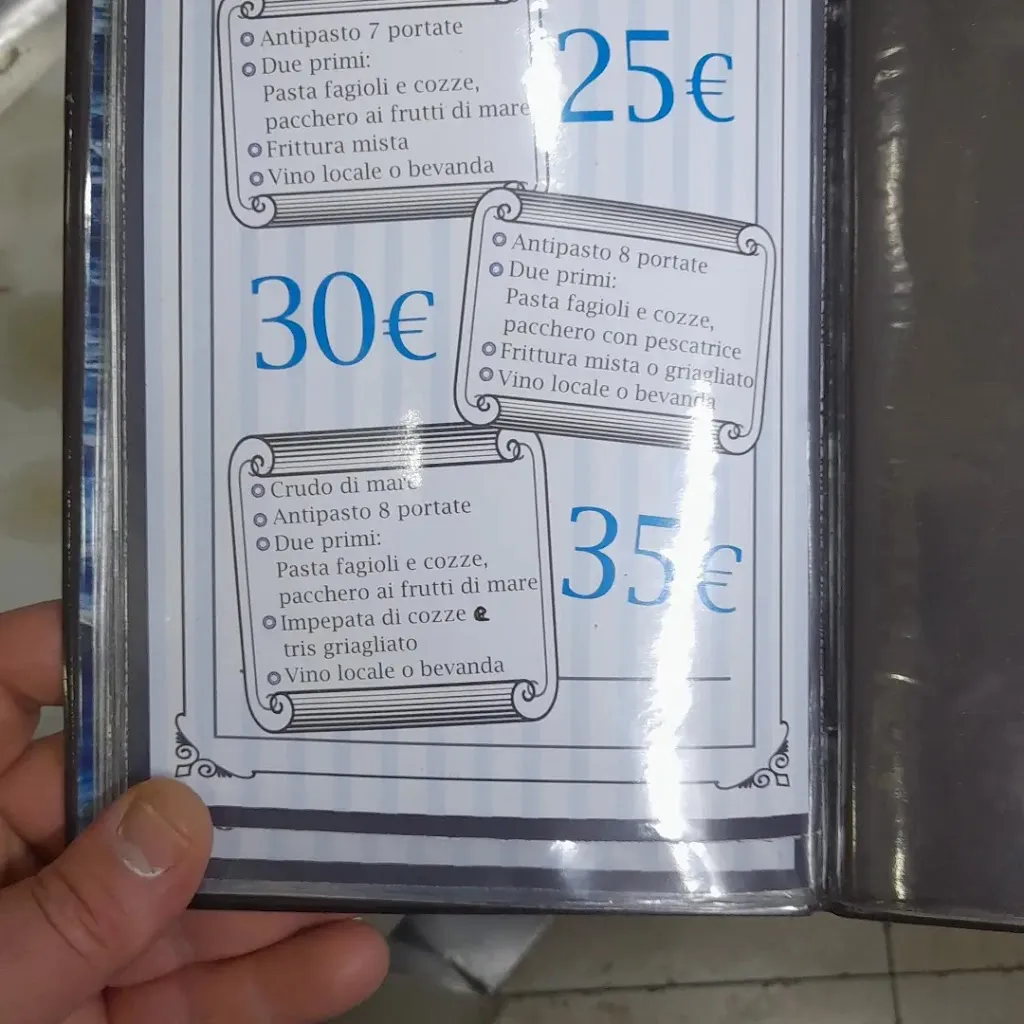 Antipasto 7 portate
Due primi:
Pasta fagioli e cozze,
pacchero ai frutti di mare
Frittura mista
Vino locale o bevanda
25€
30€
Antipasto 8 portate
Due primi:
Pasta fagioli e cozze,
pacchero con pescatrice
Frittura mista o griagliato
Vino locale o bevanda
Crudo di mare
Antipasto 8 portate
Due primi:
Pasta fagioli e cozze,
pacchero ai frutti di mare
Impepata di cozze e
tris griagliato
Vino locale o bevanda
35€